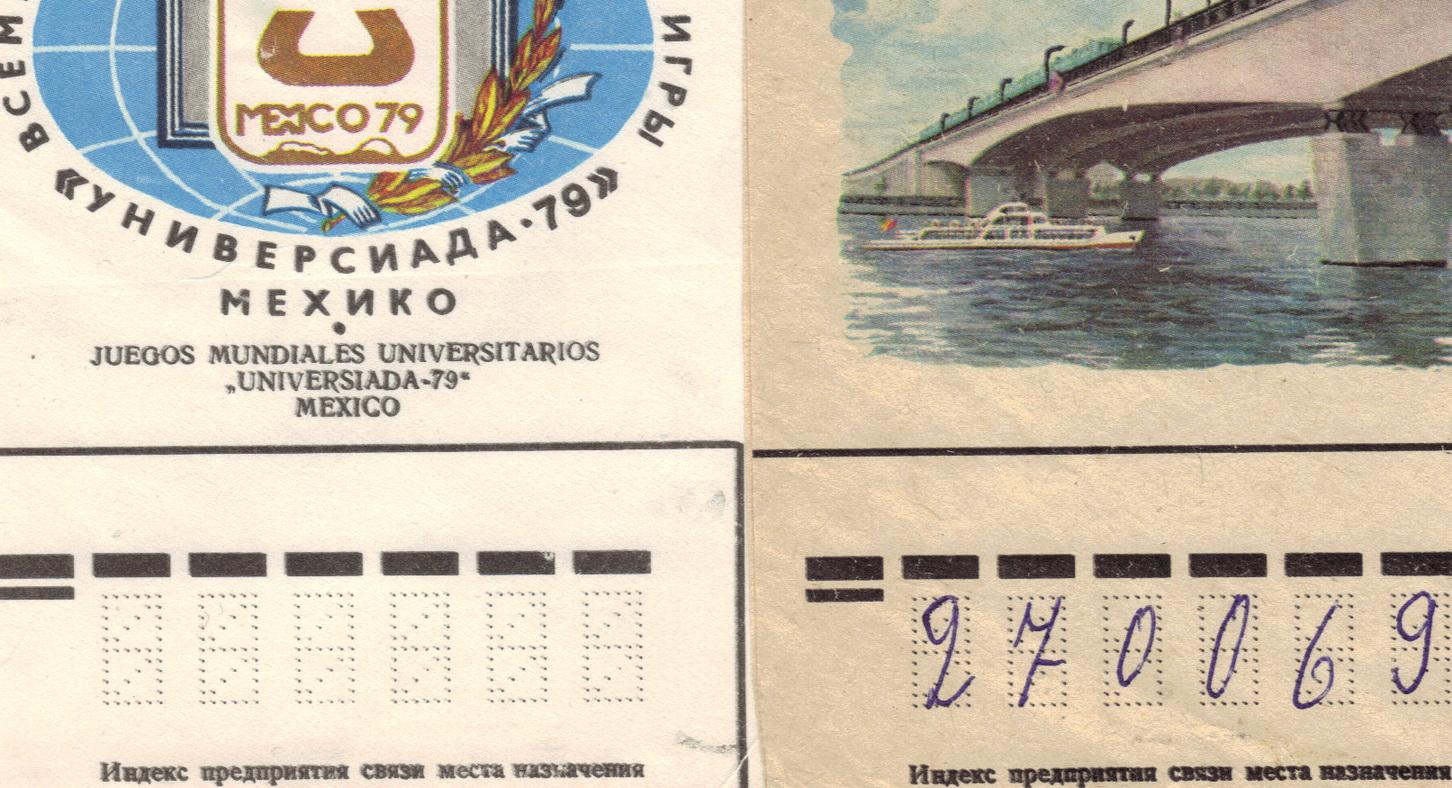 ВСЕМ
ИГРЫ
MEXICO 79
«УНИВЕРСИАДА·79»
МЕХИКО
JUEGOS MUNDIALES UNIVERSITARIOS
„UNIVERSIADA-79“
MEXICO
Индекс предприятия связи места назначения
270069
Индекс предприятия связи места назначения